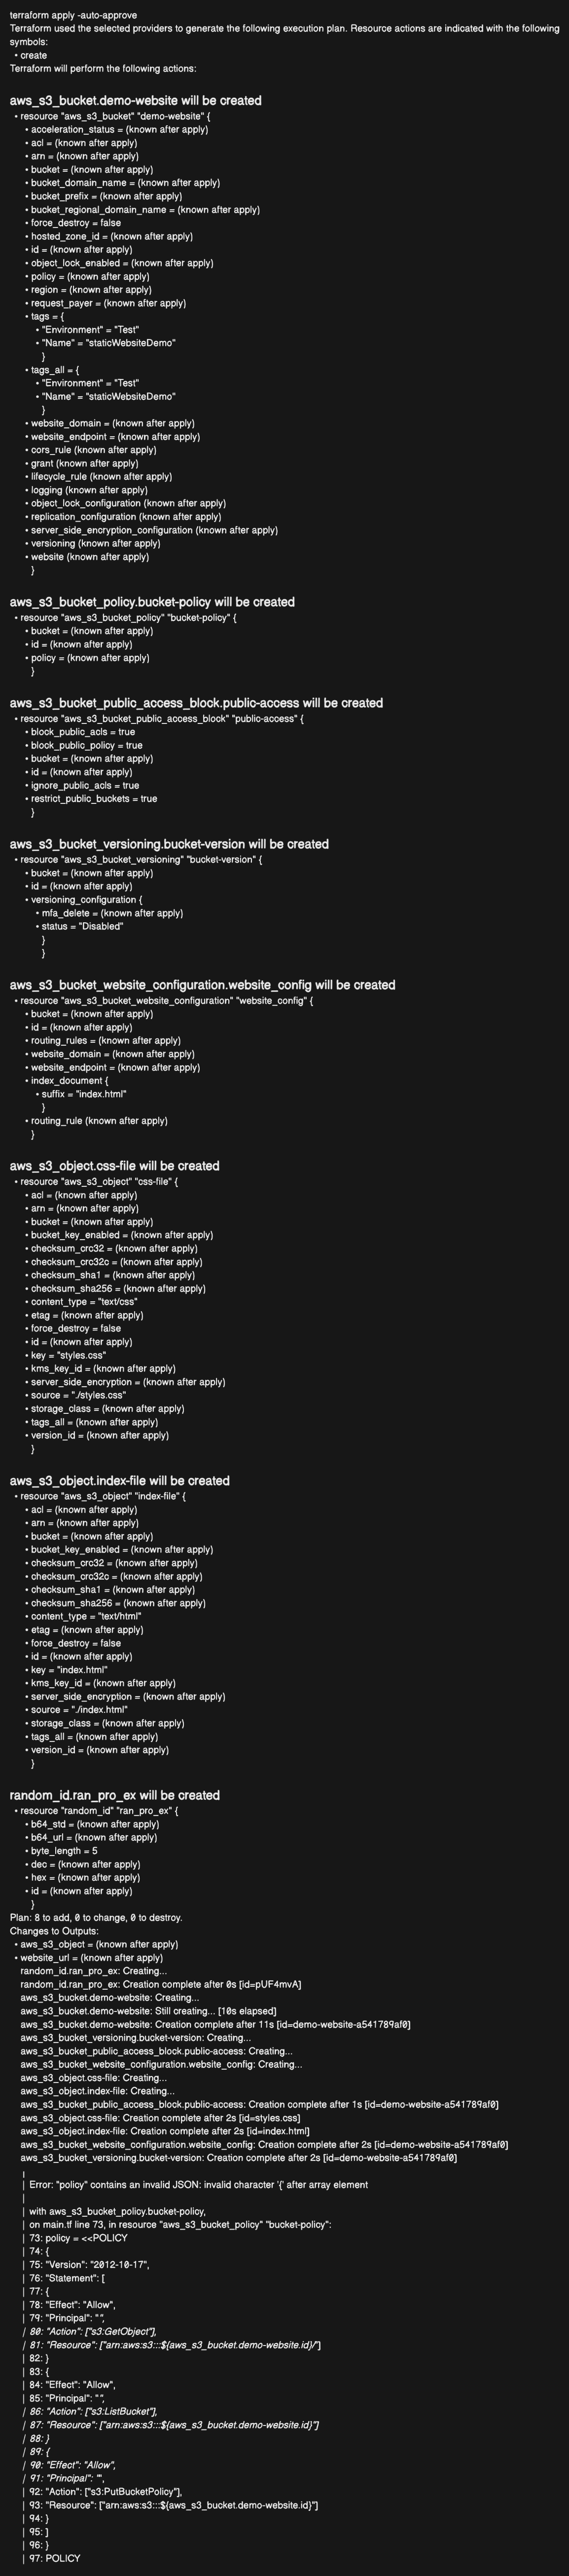 terraform apply -auto-approve
Terraform used the selected providers to generate the following execution plan. Resource actions are indicated with the following
symbols:
• create
Terraform will perform the following actions:
aws_s3_bucket.demo-website will be created
• resource "aws_s3_bucket" "demo-website" {
• acceleration_status = (known after apply)
• acl = (known after apply)
• arn = (known after apply)
• bucket = (known after apply)
• bucket_domain_name = (known after apply)
• bucket_prefix = (known after apply)
• bucket_regional_domain_name = (known after apply)
• force_destroy = false
• hosted_zone_id = (known after apply)
• id = (known after apply)
• object_lock_enabled = (known after apply)
• policy = (known after apply)
• region = (known after apply)
• request_payer = (known after apply)
• tags = {
• "Environment" = "Test"
• "Name" = "staticWebsiteDemo"
}
• tags_all = {
• "Environment" = "Test"
• "Name" = "staticWebsiteDemo"
}
• website_domain = (known after apply)
• website_endpoint = (known after apply)
• cors_rule (known after apply)
• grant (known after apply)
• lifecycle_rule (known after apply)
• logging (known after apply)
• object_lock_configuration (known after apply)
• replication_configuration (known after apply)
• server_side_encryption_configuration (known after apply)
• versioning (known after apply)
• website (known after apply)
}
aws_s3_bucket_policy.bucket-policy will be created
• resource "aws_s3_bucket_policy" "bucket-policy" {
• bucket = (known after apply)
• id = (known after apply)
• policy = (known after apply)
}
aws_s3_bucket_public_access_block.public-access will be created
• resource "aws_s3_bucket_public_access_block" "public-access" {
• block_public_acls = true
• block_public_policy = true
• bucket = (known after apply)
• id = (known after apply)
• ignore_public_acls = true
• restrict_public_buckets = true
}
aws_s3_bucket_versioning.bucket-version will be created
• resource "aws_s3_bucket_versioning" "bucket-version" {
• bucket = (known after apply)
• id = (known after apply)
• versioning_configuration {
• mfa_delete = (known after apply)
• status = "Disabled"
}
}
aws_s3_bucket_website_configuration.website_config will be created
• resource "aws_s3_bucket_website_configuration" "website_config" {
• bucket = (known after apply)
• id = (known after apply)
• routing_rules = (known after apply)
• website_domain = (known after apply)
• website_endpoint = (known after apply)
• index_document {
• suffix = "index.html"
}
• routing_rule (known after apply)
}
aws_s3_object.css-file will be created
• resource "aws_s3_object" "css-file" {
• acl = (known after apply)
• arn = (known after apply)
• bucket = (known after apply)
• bucket_key_enabled = (known after apply)
• checksum_crc32 = (known after apply)
• checksum_crc32c = (known after apply)
• checksum_sha1 = (known after apply)
• checksum_sha256 = (known after apply)
• content_type = "text/css"
• etag = (known after apply)
• force_destroy = false
• id = (known after apply)
• key = "styles.css"
• kms_key_id = (known after apply)
• server_side_encryption = (known after apply)
• source = "./styles.css"
• storage_class = (known after apply)
• tags_all = (known after apply)
• version_id = (known after apply)
}
aws_s3_object.index-file will be created
• resource "aws_s3_object" "index-file" {
• acl = (known after apply)
• arn = (known after apply)
• bucket = (known after apply)
• bucket_key_enabled = (known after apply)
• checksum_crc32 = (known after apply)
• checksum_crc32c = (known after apply)
• checksum_sha1 = (known after apply)
• checksum_sha256 = (known after apply)
• content_type = "text/html"
• etag = (known after apply)
• force_destroy = false
• id = (known after apply)
• key = "index.html"
• kms_key_id = (known after apply)
• server_side_encryption = (known after apply)
• source = "./index.html"
• storage_class = (known after apply)
• tags_all = (known after apply)
• version_id = (known after apply)
}
random_id.ran_pro_ex will be created
• resource "random_id" "ran_pro_ex" {
• b64_std = (known after apply)
• b64_url = (known after apply)
• byte_length = 5
• dec = (known after apply)
• hex = (known after apply)
• id = (known after apply)
}
Plan: 8 to add, 0 to change, 0 to destroy.
Changes to Outputs:
• aws_s3_object = (known after apply)
• website_url = (known after apply)
random_id.ran_pro_ex: Creating...
random_id.ran_pro_ex: Creation complete after 0s [id=pUF4mvA]
aws_s3_bucket.demo-website: Creating...
aws_s3_bucket.demo-website: Still creating... [10s elapsed]
aws_s3_bucket.demo-website: Creation complete after 11s [id=demo-website-a541789af0]
aws_s3_bucket_versioning.bucket-version: Creating...
aws_s3_bucket_public_access_block.public-access: Creating...
aws_s3_bucket_website_configuration.website_config: Creating...
aws_s3_object.css-file: Creating...
aws_s3_object.index-file: Creating...
aws_s3_bucket_public_access_block.public-access: Creation complete after 1s [id=demo-website-a541789af0]
aws_s3_object.css-file: Creation complete after 2s [id=styles.css]
aws_s3_object.index-file: Creation complete after 2s [id=index.html]
aws_s3_bucket_website_configuration.website_config: Creation complete after 2s [id=demo-website-a541789af0]
aws_s3_bucket_versioning.bucket-version: Creation complete after 2s [id=demo-website-a541789af0]
╷
│ Error: "policy" contains an invalid JSON: invalid character '{' after array element
│
│ with aws_s3_bucket_policy.bucket-policy,
│ on main.tf line 73, in resource "aws_s3_bucket_policy" "bucket-policy":
│ 73: policy = <<POLICY
│ 74: {
│ 75: "Version": "2012-10-17",
│ 76: "Statement": [
│ 77: {
│ 78: "Effect": "Allow",
│ 79: "Principal": "",
│ 80: "Action": ["s3:GetObject"],
│ 81: "Resource": ["arn:aws:s3:::${aws_s3_bucket.demo-website.id}/"]
│ 82: }
│ 83: {
│ 84: "Effect": "Allow",
│ 85: "Principal": "",
│ 86: "Action": ["s3:ListBucket"],
│ 87: "Resource": ["arn:aws:s3:::${aws_s3_bucket.demo-website.id}"]
│ 88: }
│ 89: {
│ 90: "Effect": "Allow",
│ 91: "Principal": "",
│ 92: "Action": ["s3:PutBucketPolicy"],
│ 93: "Resource": ["arn:aws:s3:::${aws_s3_bucket.demo-website.id}"]
│ 94: }
│ 95: ]
│ 96: }
│ 97: POLICY